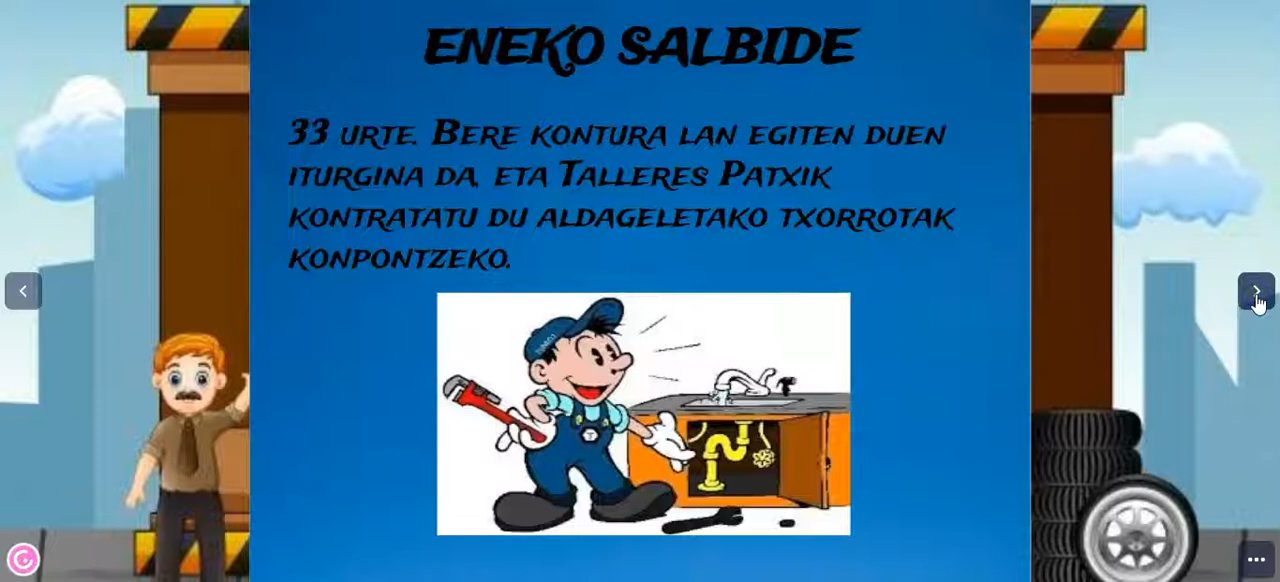 ENEKO SALBIDE
33 URTE. BERE KONTURA LAN EGITEN DUEN
ITURGINA DA, ETA TALLERES PATXIK
KONTRATATU DU ALDAGELETAKO TXORROTAK
KONPONTZEKO.